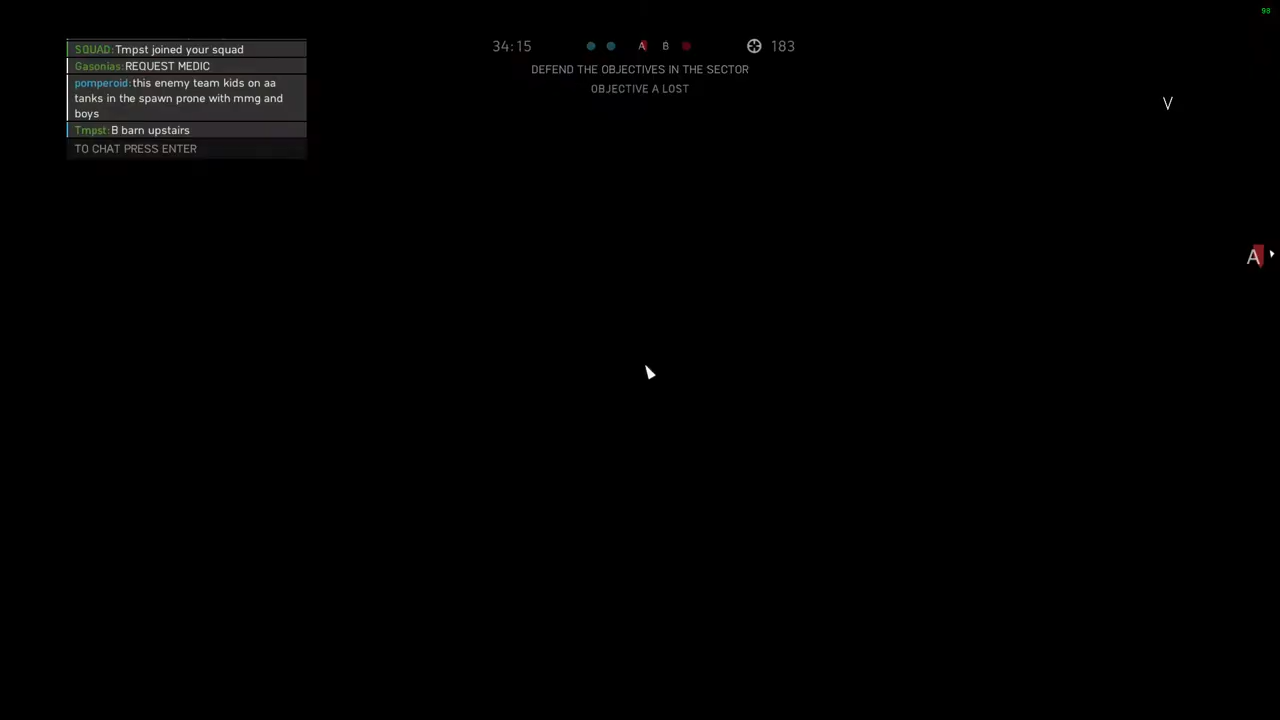 98
SQUAD:Tmpst joined your squad
Gasonias:REQUEST MEDIC
pomperoid:this enemy team kids on aa
tanks in the spawn prone with mmg and
boys
Tmpst:B barn upstairs
TO CHAT PRESS ENTER
34:15 A B 183
DEFEND THE OBJECTIVES IN THE SECTOR
OBJECTIVE A LOST
V
A